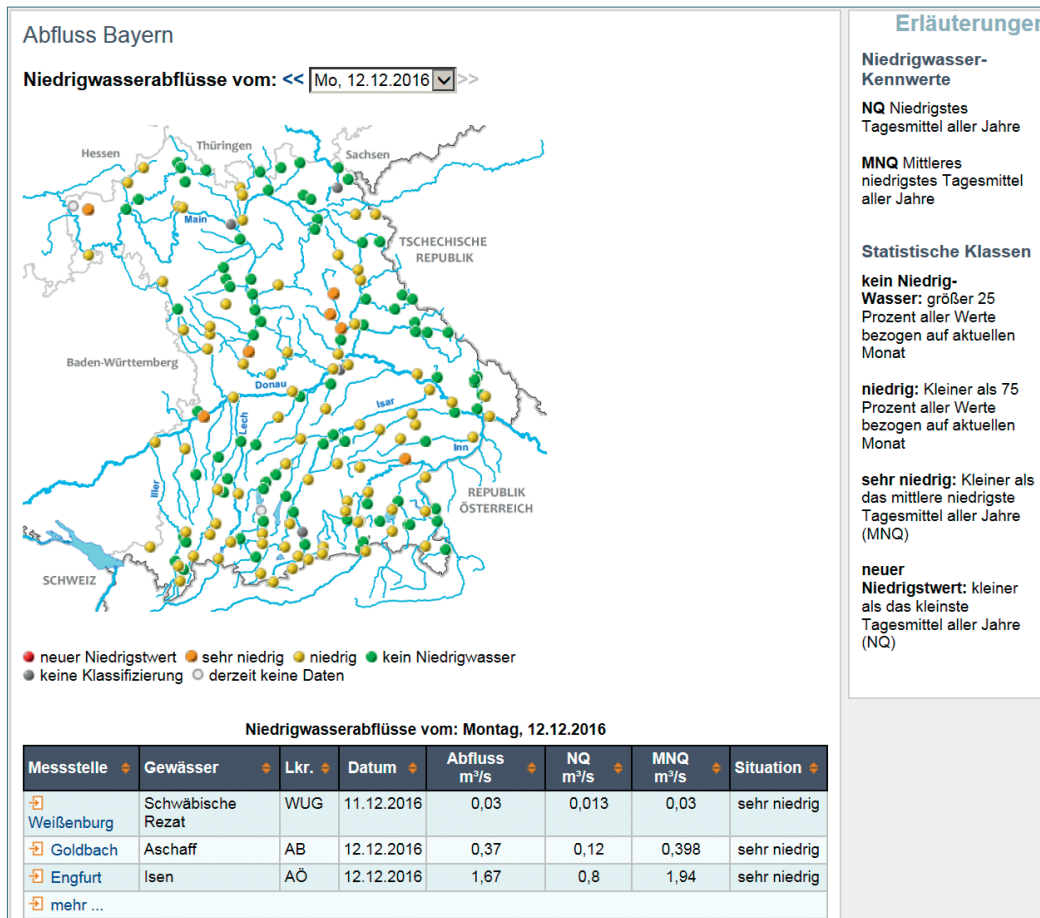 Abfluss Bayern
Niedrigwasserabflüsse vom: << Mo, 12.12.2016 >>
Hessen
Thüringen
Sachsen
Main
TSCHECHISCHE
REPUBLIK
Baden-Württemberg
Donau
Isar
Lech
Inn
Iller
REPUBLIK
ÖSTERREICH
SCHWEIZ
neuer Niedrigstwert sehr niedrig niedrig kein Niedrigwasser
keine Klassifizierung derzeit keine Daten
Niedrigwasserabflüsse vom: Montag, 12.12.2016
Messstelle Gewässer Lkr. Datum Abfluss m³/s NQ m³/s MNQ m³/s Situation
Weißenburg Schwäbische Rezat WUG 11.12.2016 0,03 0,013 0,03 sehr niedrig
Goldbach Aschaff AB 12.12.2016 0,37 0,12 0,398 sehr niedrig
Engfurt Isen AÖ 12.12.2016 1,67 0,8 1,94 sehr niedrig
mehr ...
Erläuterungen
Niedrigwasser-
Kennwerte
NQ Niedrigstes
Tagesmittel aller Jahre
MNQ Mittleres
niedrigstes Tagesmittel
aller Jahre
Statistische Klassen
kein Niedrig-
Wasser: größer 25
Prozent aller Werte
bezogen auf aktuellen
Monat
niedrig: Kleiner als 75
Prozent aller Werte
bezogen auf aktuellen
Monat
sehr niedrig: Kleiner als
das mittlere niedrigste
Tagesmittel aller Jahre
(MNQ)
neuer
Niedrigstwert: kleiner
als das kleinste
Tagesmittel aller Jahre
(NQ)